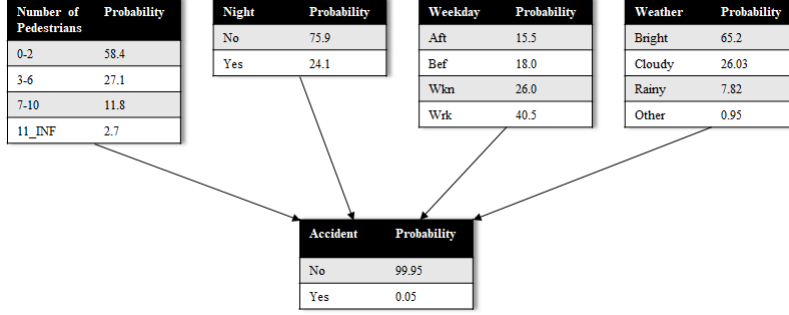 Number of Pedestrians Probability
0-2 58.4
3-6 27.1
7-10 11.8
11_INF 2.7
Night Probability
No 75.9
Yes 24.1
Weekday Probability
Aft 15.5
Bef 18.0
Wkn 26.0
Wrk 40.5
Weather Probability
Bright 65.2
Cloudy 26.03
Rainy 7.82
Other 0.95
Accident Probability
No 99.95
Yes 0.05